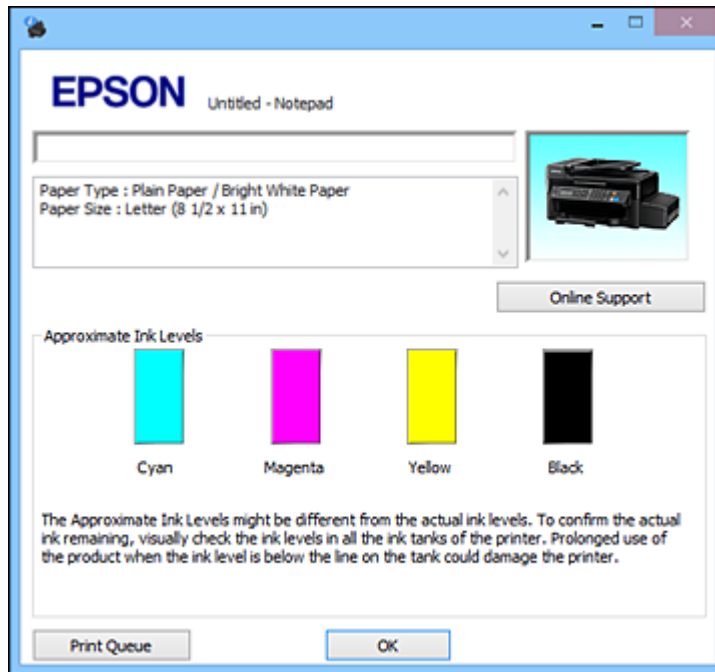 EPSON Untitled - Notepad
Paper Type : Plain Paper / Bright White Paper
Paper Size : Letter (8 1/2 x 11 in)
Online Support
Approximate Ink Levels
Cyan Magenta Yellow Black
The Approximate Ink Levels might be different from the actual ink levels. To confirm the actual
ink remaining, visually check the ink levels in all the ink tanks of the printer. Prolonged use of
the product when the ink level is below the line on the tank could damage the printer.
Print Queue OK